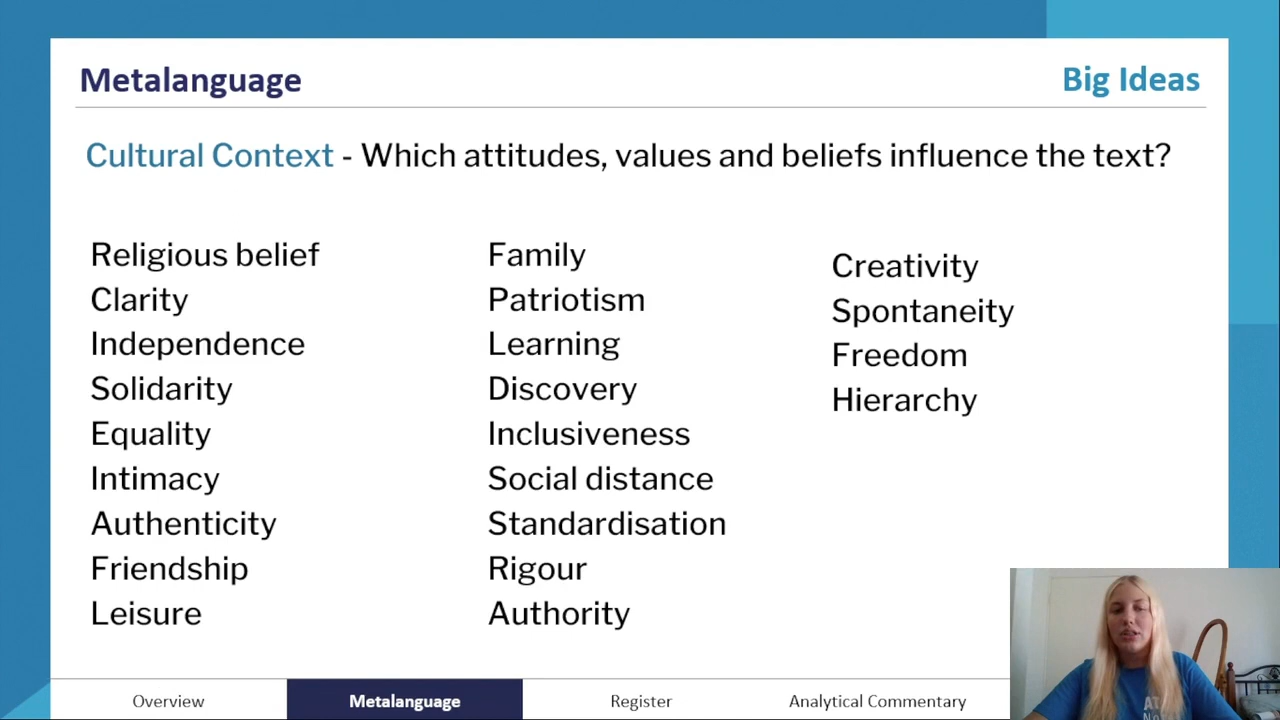 Metalanguage
Big Ideas
Cultural Context - Which attitudes, values and beliefs influence the text?
Religious belief
Clarity
Independence
Solidarity
Equality
Intimacy
Authenticity
Friendship
Leisure
Family
Patriotism
Learning
Discovery
Inclusiveness
Social distance
Standardisation
Rigour
Authority
Creativity
Spontaneity
Freedom
Hierarchy
Overview
Metalanguage
Register
Analytical Commentary